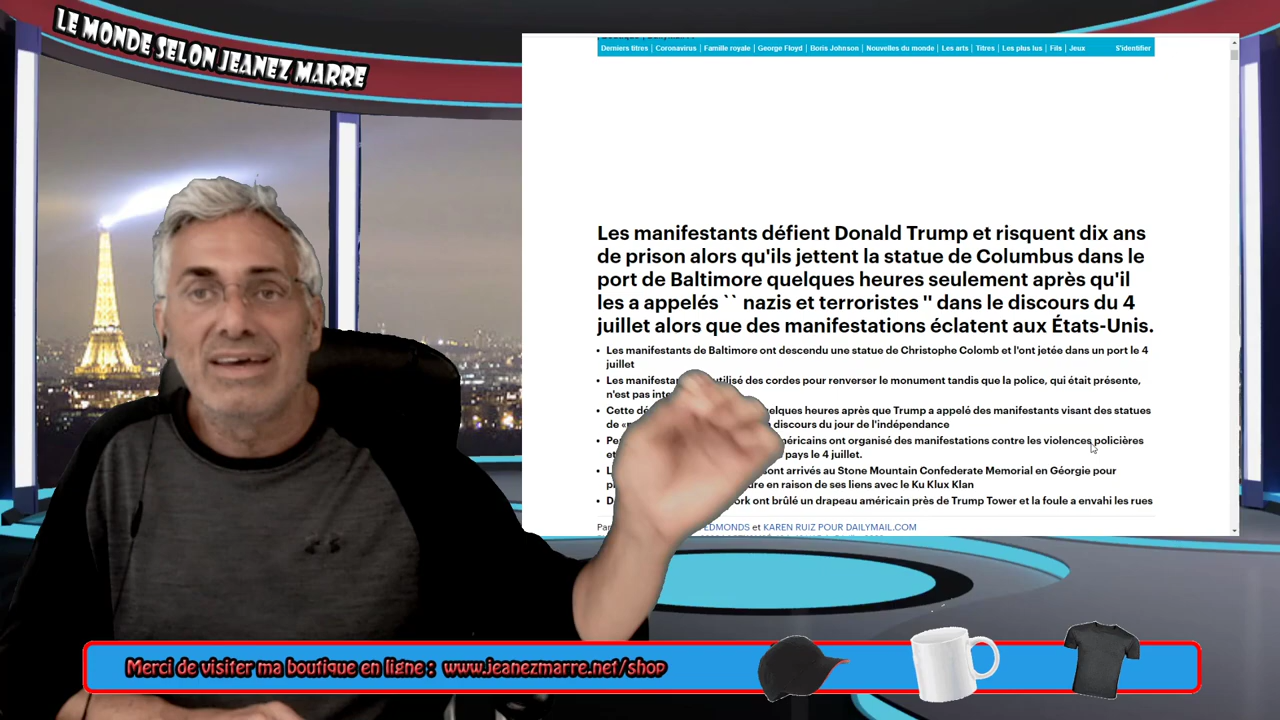 LE MONDE SELON JEANEZ MARRE
Derniers titres | Coronavirus | Famille royale | George Floyd | Boris Johnson | Nouvelles du monde | Les arts | Titres | Les plus lus | Fils | Jeux S'identifier
Les manifestants défient Donald Trump et risquent dix ans
de prison alors qu'ils jettent la statue de Columbus dans le
port de Baltimore quelques heures seulement après qu'il
les a appelés `` nazis et terroristes '' dans le discours du 4
juillet alors que des manifestations éclatent aux États-Unis.
• Les manifestants de Baltimore ont descendu une statue de Christophe Colomb et l'ont jetée dans un port le 4
juillet
• Les utilisé des cordes pour renverser le monument tandis que la police, qui était présente,
n'est pas
• Cette heures après que Trump a appelé des manifestants visant des statues
de discours du jour de l'indépendance
• ont organisé des manifestations contre les violences policières
pays le 4 juillet.
• sont arrivés au Stone Mountain Confederate Memorial en Géorgie pour
en raison de ses liens avec le Ku Klux Klan
• ont brûlé un drapeau américain près de Trump Tower et la foule a envahi les rues
EDMONDS et KAREN RUIZ POUR DAILYMAIL.COM
Merci de visiter ma boutique en ligne : www.jeanezmarre.net/shop